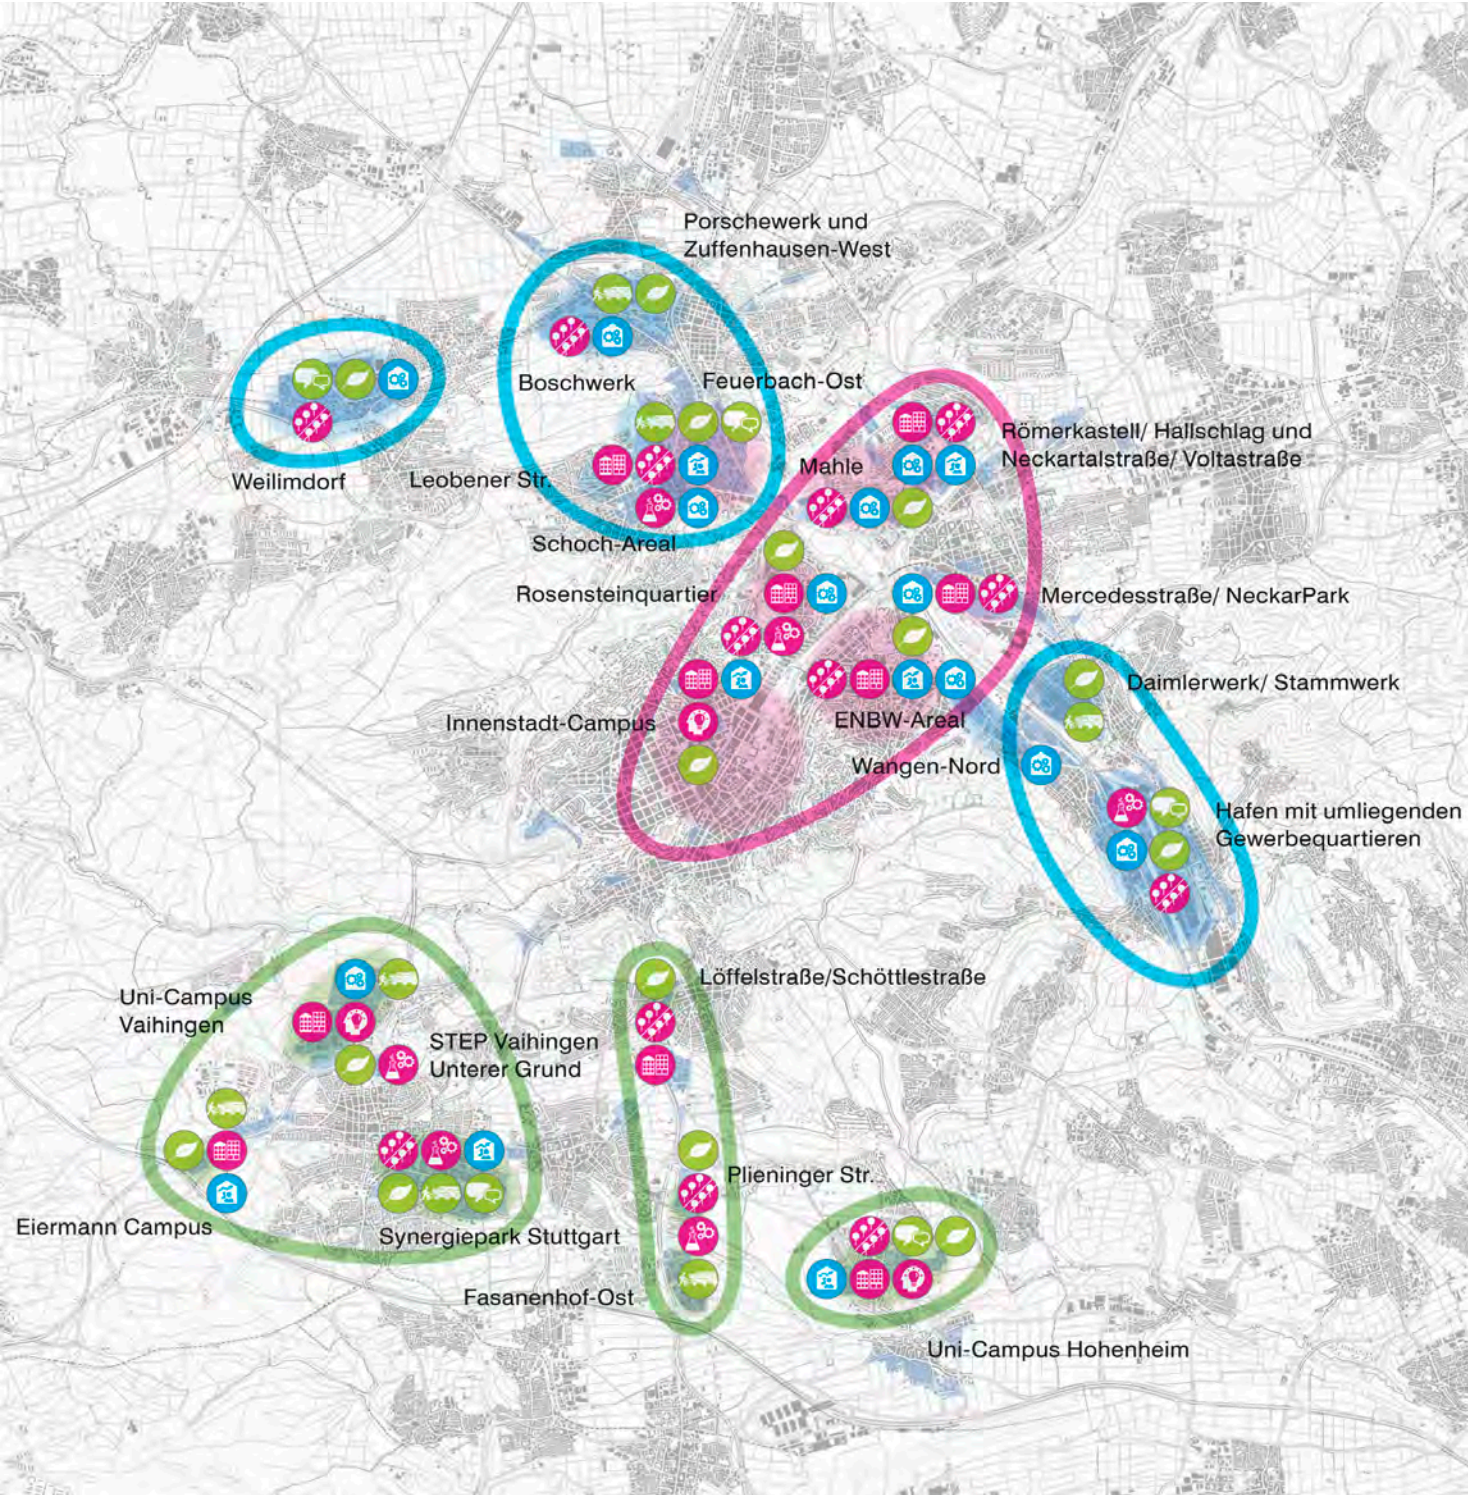 Porschewerk und
Zuffenhausen-West
Boschwerk
Feuerbach-Ost
Weilimdorf
Leobener Str.
Mahle
Römerkastell/ Hallschlag und
Neckartalstraße/ Voltastraße
Schoch-Areal
Rosensteinquartier
Mercedesstraße/ NeckarPark
Innenstadt-Campus
ENBW-Areal
Daimlerwerk/ Stammwerk
Wangen-Nord
Hafen mit umliegenden
Gewerbequartieren
Uni-Campus
Vaihingen
Löffelstraße/Schöttlestraße
STEP Vaihingen
Unterer Grund
Plieninger Str.
Eiermann Campus
Synergiepark Stuttgart
Fasanenhof-Ost
Uni-Campus Hohenheim